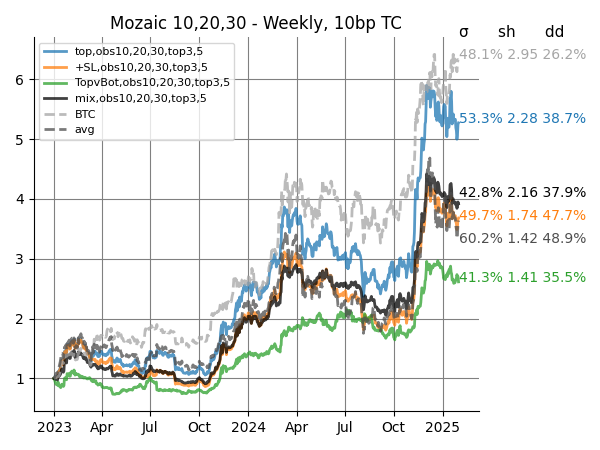 Mozaic 10,20,30 - Weekly, 10bp TC
σ sh dd
top,obs10,20,30,top3,5
+SL,obs10,20,30,top3,5
TopvBot,obs10,20,30,top3,5
mix,obs10,20,30,top3,5
BTC
avg
48.1% 2.95 26.2%
53.3% 2.28 38.7%
42.8% 2.16 37.9%
49.7% 1.74 47.7%
60.2% 1.42 48.9%
41.3% 1.41 35.5%
6
5
4
3
2
1
2023 Apr Jul Oct 2024 Apr Jul Oct 2025